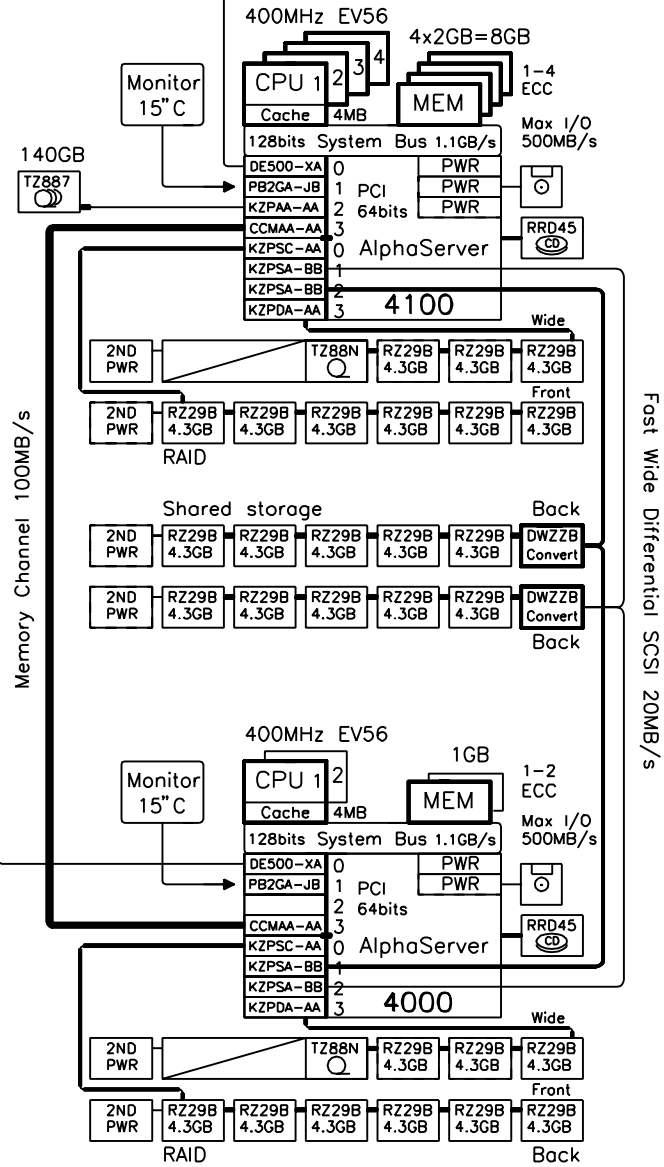 400MHz EV56
4x2GB=8GB
Monitor
15"C
CPU 1 2 3 4
Cache 4MB
MEM
1-4
ECC
128bits System Bus 1.1GB/s
Max I/O
500MB/s
140GB
TZ887
DE500-XA 0
PB2GA-JB 1
KZPAA-AA 2
CCMAA-AA 3
KZPSC-AA 0
KZPSA-BB 1
KZPSA-BB 2
KZPDA-AA 3
PCI
64bits
PWR
PWR
PWR
RRD45
CD
AlphaServer
4100
Wide
2ND
PWR
TZ88N
RZ29B
4.3GB
RZ29B
4.3GB
RZ29B
4.3GB
Front
2ND
PWR
RZ29B
4.3GB
RZ29B
4.3GB
RZ29B
4.3GB
RZ29B
4.3GB
RZ29B
4.3GB
RZ29B
4.3GB
RAID
Memory Channel 100MB/s
Fast Wide Differential SCSI 20MB/s
Shared storage
Back
2ND
PWR
RZ29B
4.3GB
RZ29B
4.3GB
RZ29B
4.3GB
RZ29B
4.3GB
RZ29B
4.3GB
DWZZB
Convert
2ND
PWR
RZ29B
4.3GB
RZ29B
4.3GB
RZ29B
4.3GB
RZ29B
4.3GB
RZ29B
4.3GB
DWZZB
Convert
Back
400MHz EV56
1GB
Monitor
15"C
CPU 1 2
Cache 4MB
MEM
1-2
ECC
128bits System Bus 1.1GB/s
Max I/O
500MB/s
DE500-XA 0
PB2GA-JB 1
2
CCMAA-AA 3
KZPSC-AA 0
KZPSA-BB 1
KZPSA-BB 2
KZPDA-AA 3
PCI
64bits
PWR
PWR
RRD45
CD
AlphaServer
4000
Wide
2ND
PWR
TZ88N
RZ29B
4.3GB
RZ29B
4.3GB
RZ29B
4.3GB
Front
2ND
PWR
RZ29B
4.3GB
RZ29B
4.3GB
RZ29B
4.3GB
RZ29B
4.3GB
RZ29B
4.3GB
RZ29B
4.3GB
RAID
Back